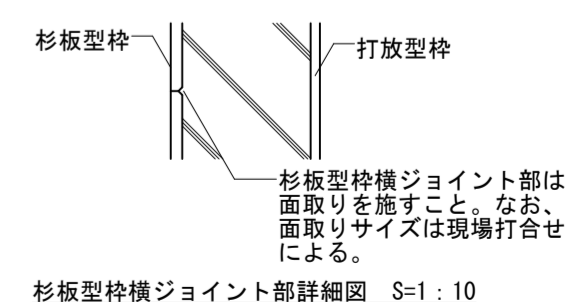 杉板型枠
打放型枠
杉板型枠横ジョイント部は
面取りを施すこと。なお、
面取りサイズは現場打合せ
による。
杉板型枠横ジョイント部詳細図　S=1：10